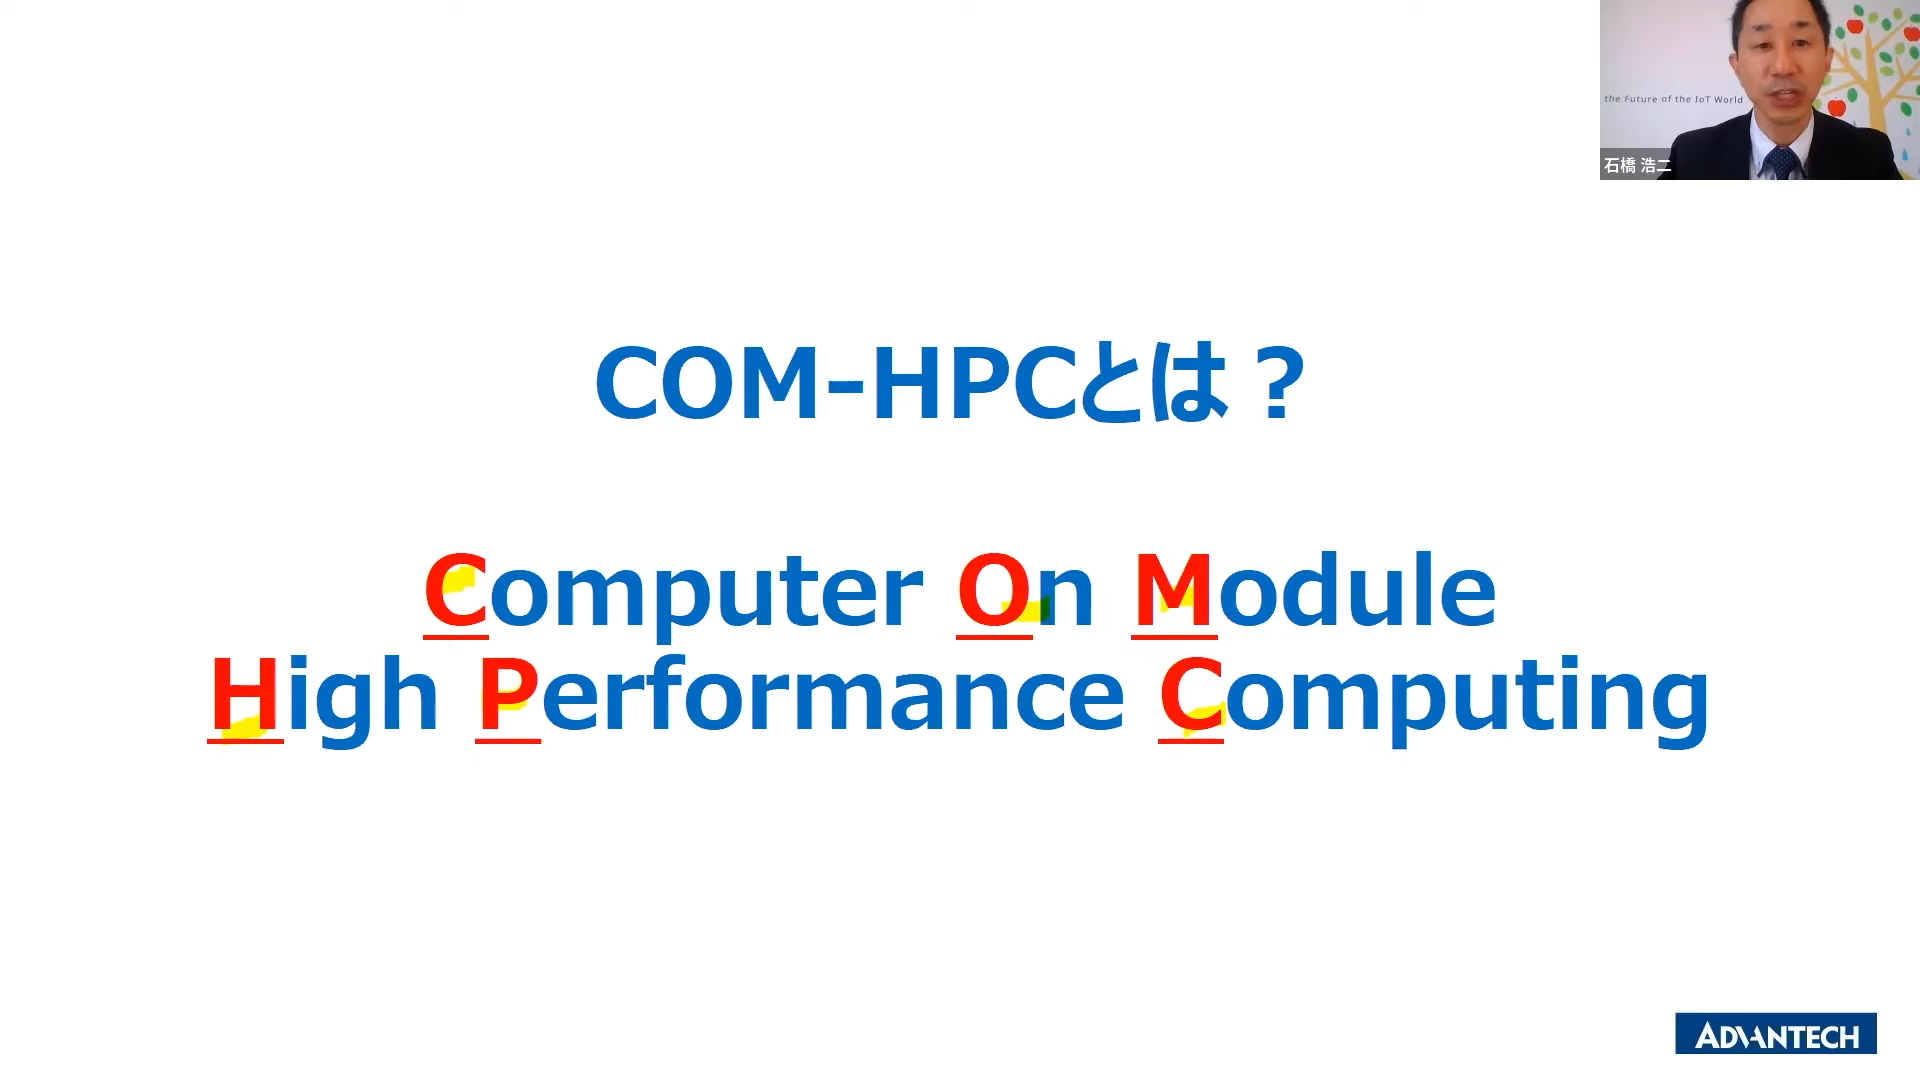 the Future of the IoT World
石橋 浩二
COM-HPCとは？
Computer On Module
High Performance Computing
ADVANTECH